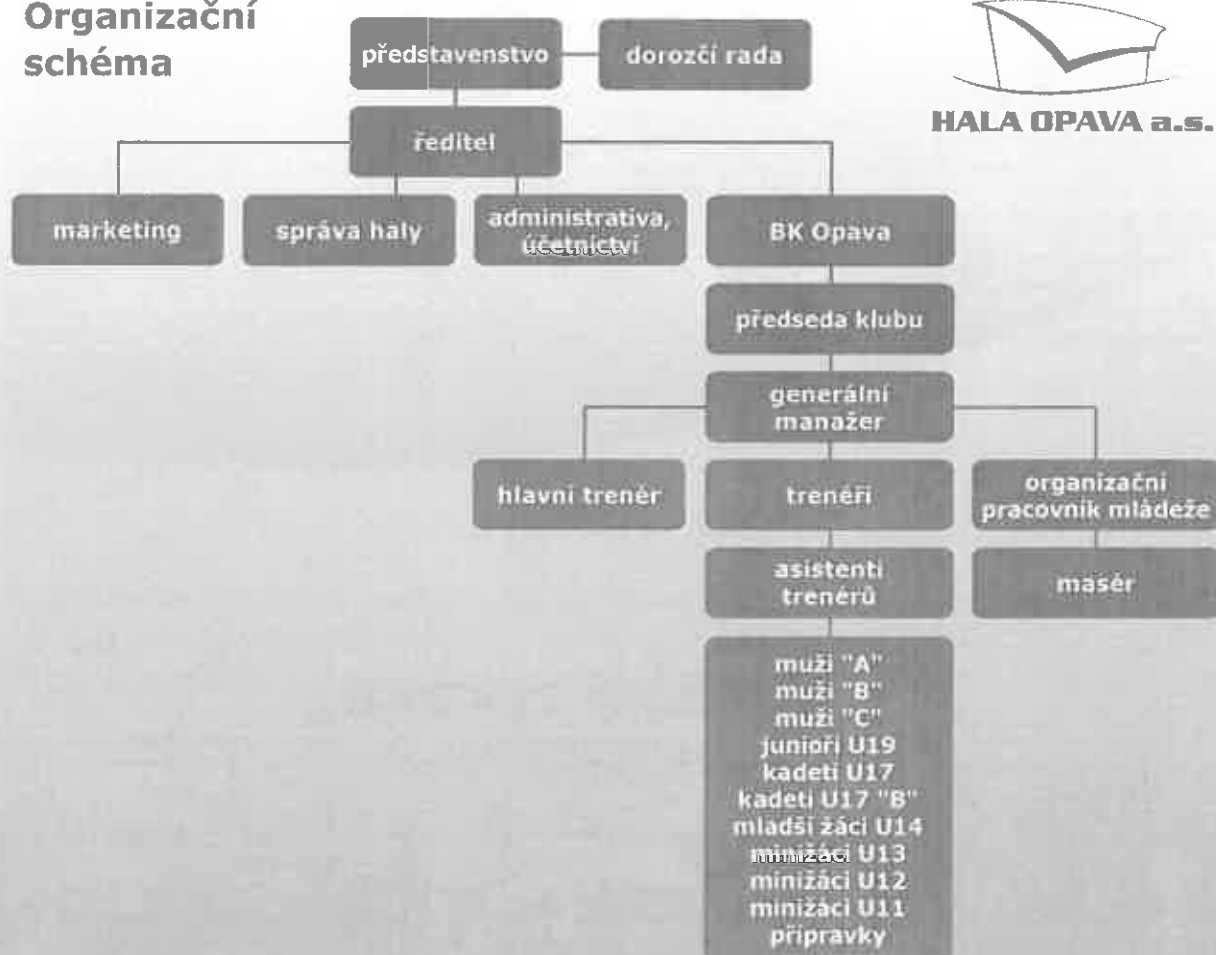 Organizační
schéma
představenstvo
dorozčí rada
HALA OPAVA a.s.
ředitel
marketing
správa haly
administrativa,
účetnictví
BK Opava
předseda klubu
generální
manažer
hlavní trenér
trenéři
organizační
pracovník mládeže
asistenti
trenérů
masér
muži "A"
muži "B"
muži "C"
junioři U19
kadeti U17
kadeti U17 "B"
mladší žáci U14
minižáci U13
minižáci U12
minižáci U11
přípravky